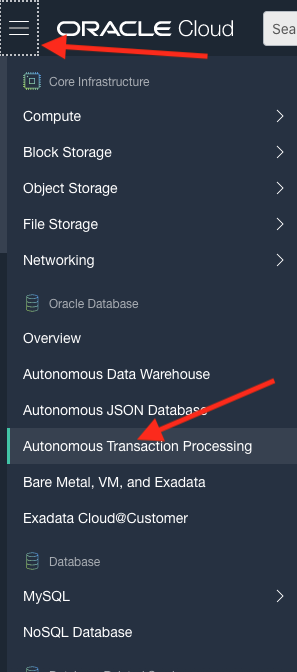 ORACLE Cloud
Sea
Core Infrastructure
Compute
Block Storage
Object Storage
File Storage
Networking
Oracle Database
Overview
Autonomous Data Warehouse
Autonomous JSON Database
Autonomous Transaction Processing
Bare Metal, VM, and Exadata
Exadata Cloud@Customer
Database
MySQL
NoSQL Database